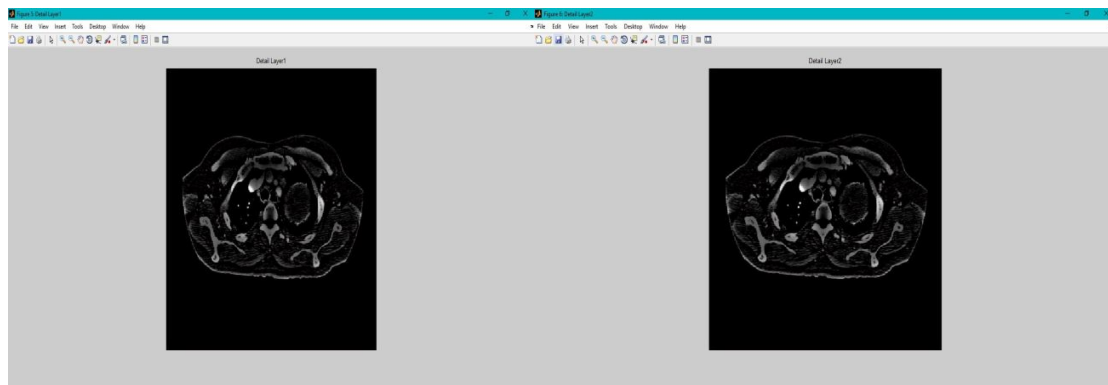 Figure 5: Detail Layer1
File Edit View Insert Tools Desktop Window Help
Detail Layer1
Figure 6: Detail Layer2
File Edit View Insert Tools Desktop Window Help
Detail Layer2